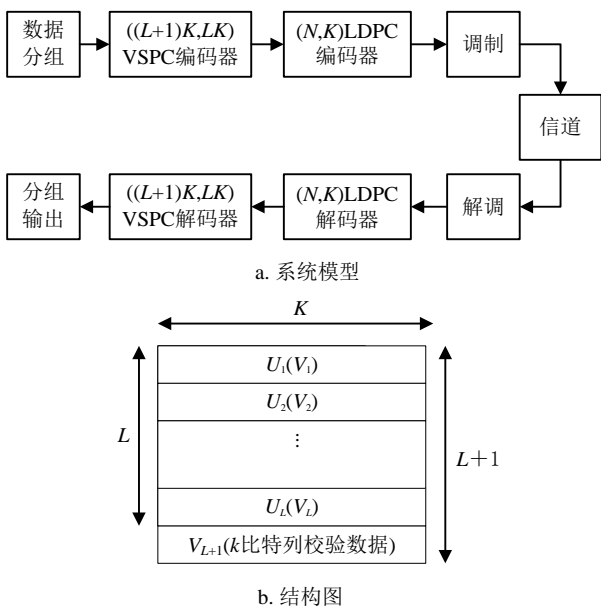 数据
分组
((L+1)K,LK)
VSPC编码器
(N,K)LDPC
编码器
调制
信道
分组
输出
((L+1)K,LK)
VSPC解码器
(N,K)LDPC
解码器
解调
a. 系统模型
K
U₁(V₁)
U₂(V₂)
⋮
L
L+1
U_L(V_L)
V_{L+1}(k比特列校验数据)
b. 结构图